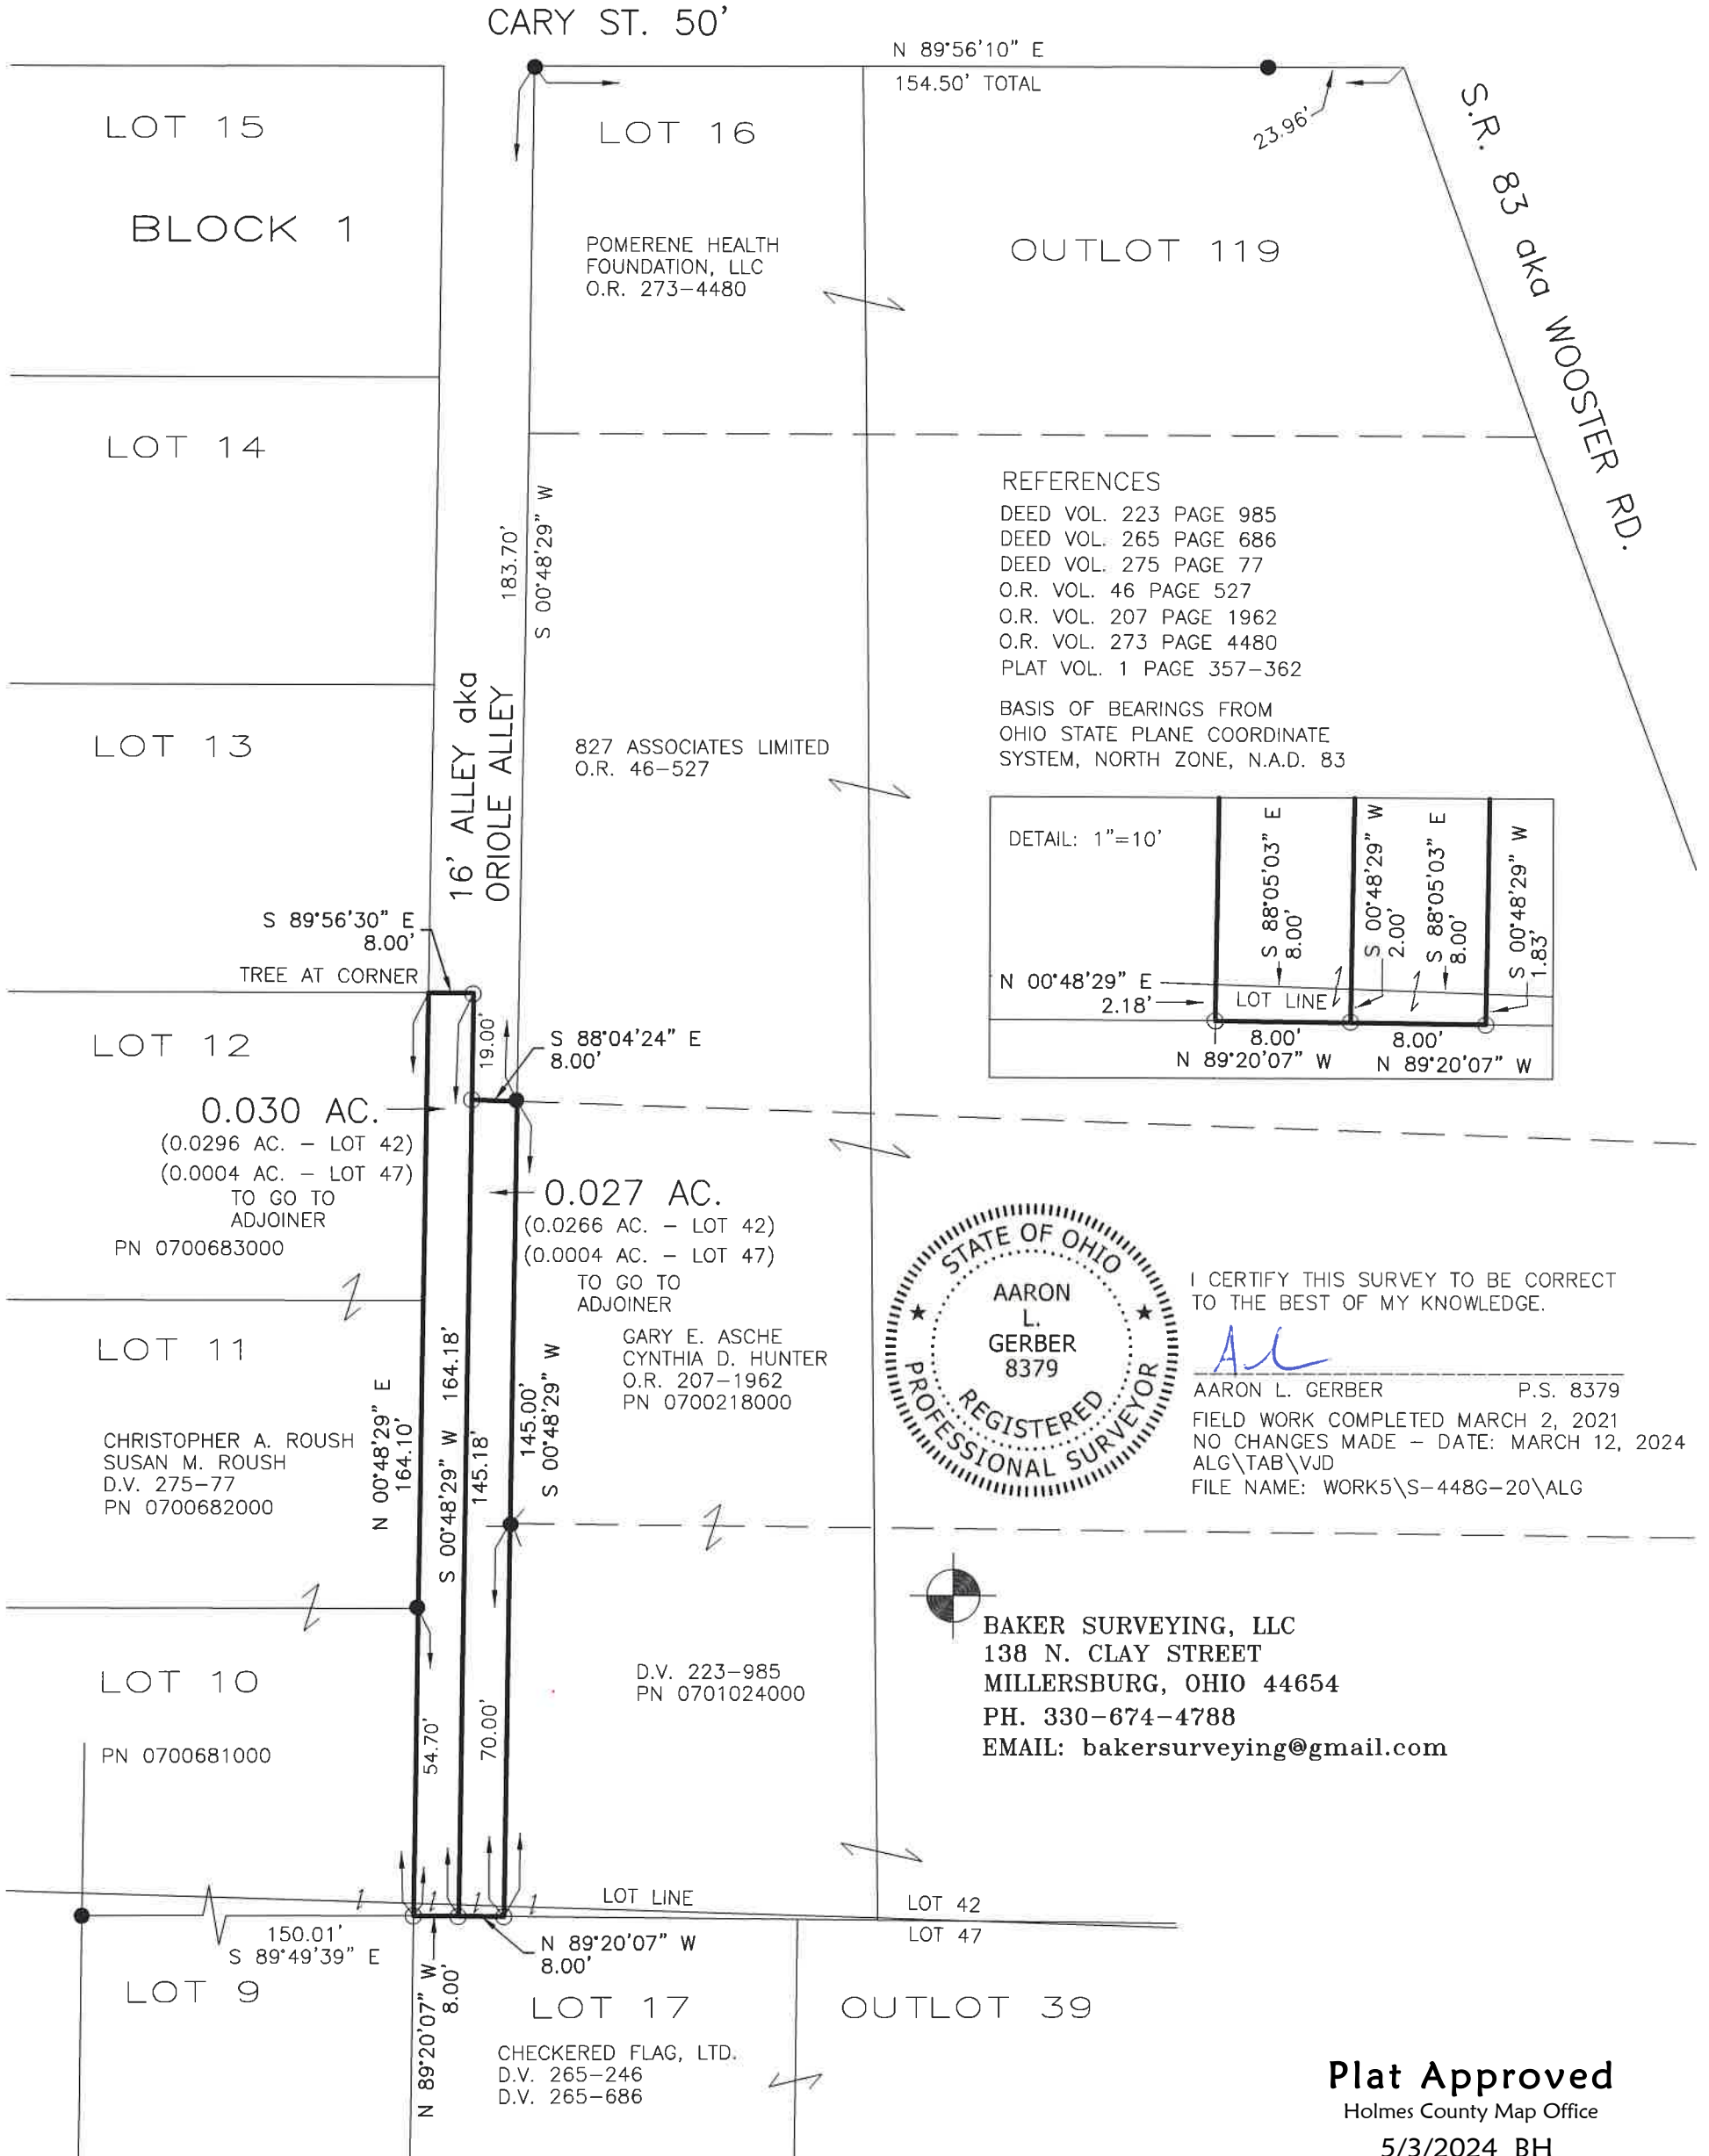 CARY ST. 50'
N 89°56'10" E
154.50' TOTAL
23.96'
S.R. 83 aka WOOSTER RD.
LOT 15
LOT 16
BLOCK 1
POMERENE HEALTH
FOUNDATION, LLC
O.R. 273-4480
OUTLOT 119
LOT 14
183.70'
S 00°48'29" W
REFERENCES
DEED VOL. 223 PAGE 985
DEED VOL. 265 PAGE 686
DEED VOL. 275 PAGE 77
O.R. VOL. 46 PAGE 527
O.R. VOL. 207 PAGE 1962
O.R. VOL. 273 PAGE 4480
PLAT VOL. 1 PAGE 357-362
BASIS OF BEARINGS FROM
OHIO STATE PLANE COORDINATE
SYSTEM, NORTH ZONE, N.A.D. 83
LOT 13
16' ALLEY aka
ORIOLE ALLEY
827 ASSOCIATES LIMITED
O.R. 46-527
DETAIL: 1"=10'
S 88°05'03" E
8.00'
S 00°48'29" W
2.00'
S 88°05'03" E
8.00'
S 00°48'29" W
1.83'
N 00°48'29" E
2.18'
LOT LINE
8.00'
N 89°20'07" W
8.00'
N 89°20'07" W
S 89°56'30" E
8.00'
TREE AT CORNER
LOT 12
19.00'
S 88°04'24" E
8.00'
0.030 AC.
(0.0296 AC. - LOT 42)
(0.0004 AC. - LOT 47)
TO GO TO
ADJOINER
PN 0700683000
0.027 AC.
(0.0266 AC. - LOT 42)
(0.0004 AC. - LOT 47)
TO GO TO
ADJOINER
GARY E. ASCHE
CYNTHIA D. HUNTER
O.R. 207-1962
PN 0700218000
LOT 11
CHRISTOPHER A. ROUSH
SUSAN M. ROUSH
D.V. 275-77
PN 0700682000
N 00°48'29" E
164.10'
S 00°48'29" W 164.18'
145.18'
145.00'
S 00°48'29" W
STATE OF OHIO
AARON
L.
GERBER
8379
REGISTERED
PROFESSIONAL SURVEYOR
I CERTIFY THIS SURVEY TO BE CORRECT
TO THE BEST OF MY KNOWLEDGE.
AARON L. GERBER P.S. 8379
FIELD WORK COMPLETED MARCH 2, 2021
NO CHANGES MADE - DATE: MARCH 12, 2024
ALG\TAB\VJD
FILE NAME: WORK5\S-448G-20\ALG
BAKER SURVEYING, LLC
138 N. CLAY STREET
MILLERSBURG, OHIO 44654
PH. 330-674-4788
EMAIL: bakersurveying@gmail.com
LOT 10
PN 0700681000
54.70'
70.00'
D.V. 223-985
PN 0701024000
LOT LINE
LOT 42
LOT 47
150.01'
S 89°49'39" E
N 89°20'07" W
8.00'
N 89°20'07" W
8.00'
LOT 9
LOT 17
OUTLOT 39
CHECKERED FLAG, LTD.
D.V. 265-246
D.V. 265-686
Plat Approved
Holmes County Map Office
5/3/2024 BH